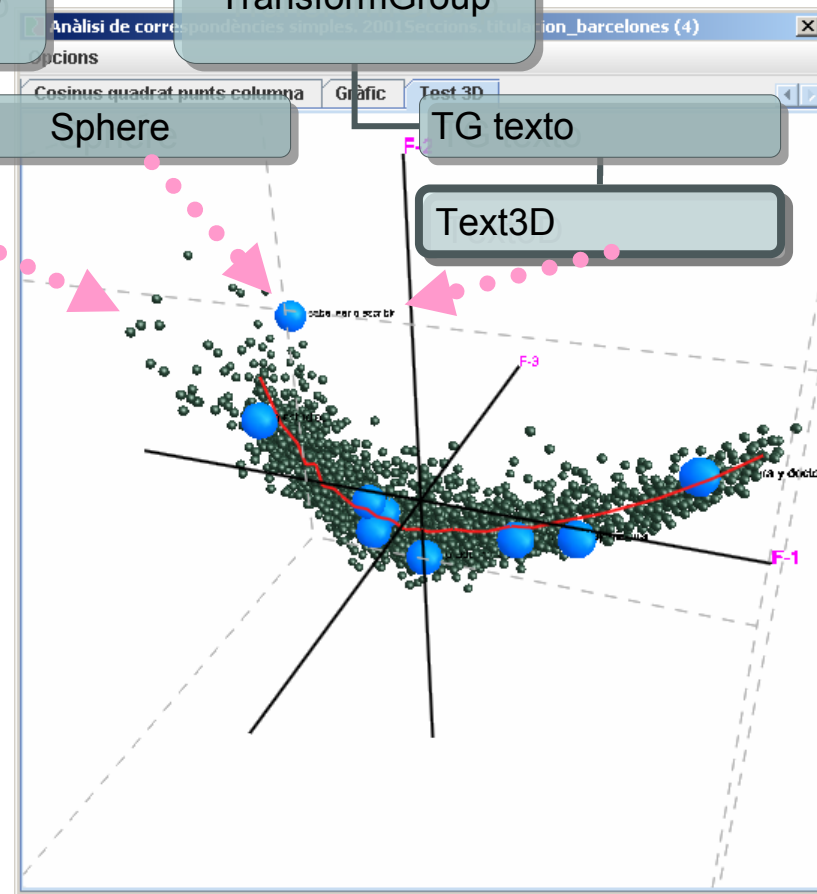 TransformGroup
Anàlisi de correspondències simples. 2001Seccions. titulacion_barcelones (4)
Opcions
Cosinus quadrat punts columna
Gràfic
Test 3D
Sphere
TG texto
F-2
Text3D
F-3
F-1